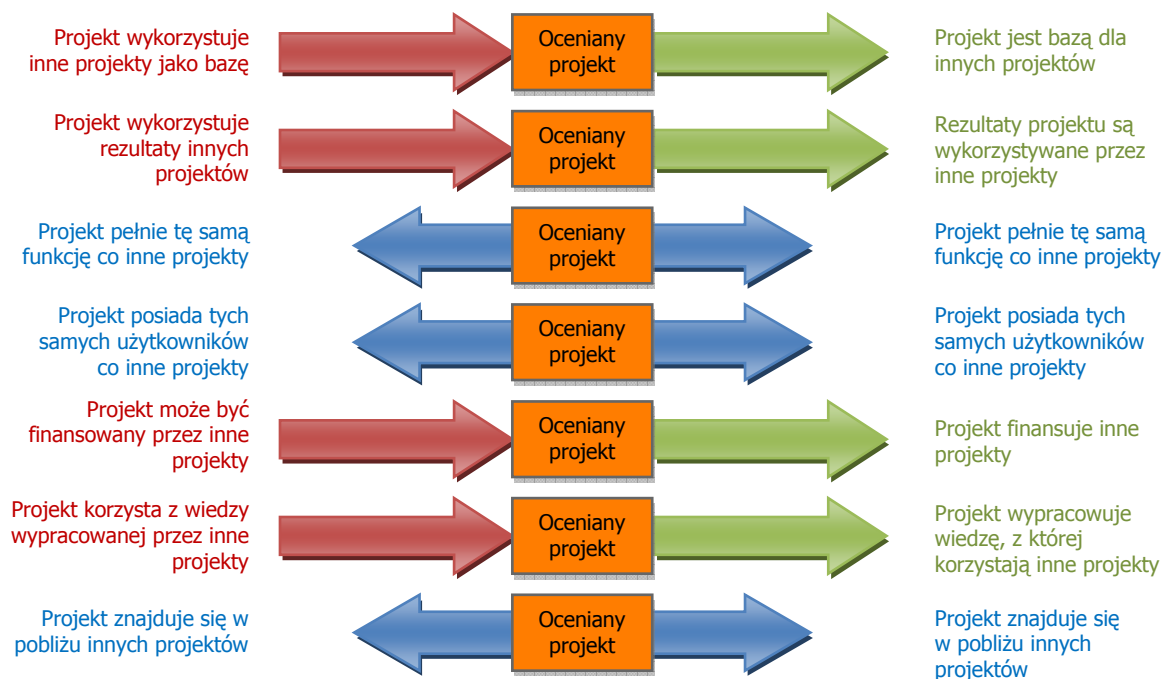 Projekt wykorzystuje
inne projekty jako bazę
Oceniany
projekt
Projekt jest bazą dla
innych projektów
Projekt wykorzystuje
rezultaty innych
projektów
Oceniany
projekt
Rezultaty projektu są
wykorzystywane przez
inne projekty
Projekt pełnie tę samą
funkcję co inne projekty
Oceniany
projekt
Projekt pełnie tę samą
funkcję co inne projekty
Projekt posiada tych
samych użytkowników
co inne projekty
Oceniany
projekt
Projekt posiada tych
samych użytkowników
co inne projekty
Projekt może być
finansowany przez inne
projekty
Oceniany
projekt
Projekt finansuje inne
projekty
Projekt korzysta z wiedzy
wypracowanej przez inne
projekty
Oceniany
projekt
Projekt wypracowuje
wiedzę, z której
korzystają inne projekty
Projekt znajduje się w
pobliżu innych projektów
Oceniany
projekt
Projekt znajduje się
w pobliżu innych
projektów